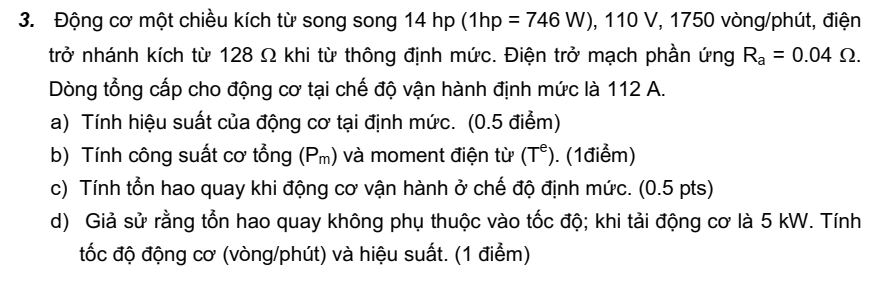 3. Động cơ một chiều kích từ song song 14 hp (1hp = 746 W), 110 V, 1750 vòng/phút, điện
trở nhánh kích từ 128 Ω khi từ thông định mức. Điện trở mạch phần ứng Rₐ = 0.04 Ω.
Dòng tổng cấp cho động cơ tại chế độ vận hành định mức là 112 A.
a) Tính hiệu suất của động cơ tại định mức. (0.5 điểm)
b) Tính công suất cơ tổng (Pₘ) và moment điện từ (Tᵉ). (1điểm)
c) Tính tổn hao quay khi động cơ vận hành ở chế độ định mức. (0.5 pts)
d) Giả sử rằng tổn hao quay không phụ thuộc vào tốc độ; khi tải động cơ là 5 kW. Tính
tốc độ động cơ (vòng/phút) và hiệu suất. (1 điểm)